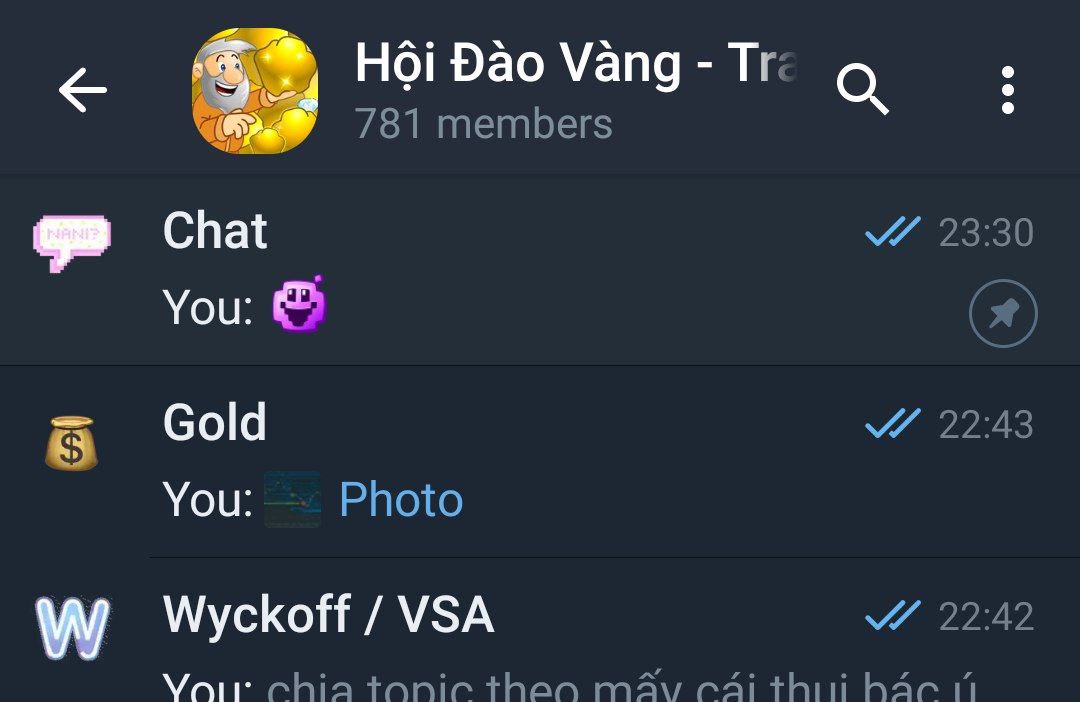 Hội Đào Vàng - Tra
781 members
NANI?
Chat
23:30
You:
$
Gold
22:43
You: Photo
W
Wyckoff / VSA
22:42
You: chia topic theo mấy cái thui bác ú